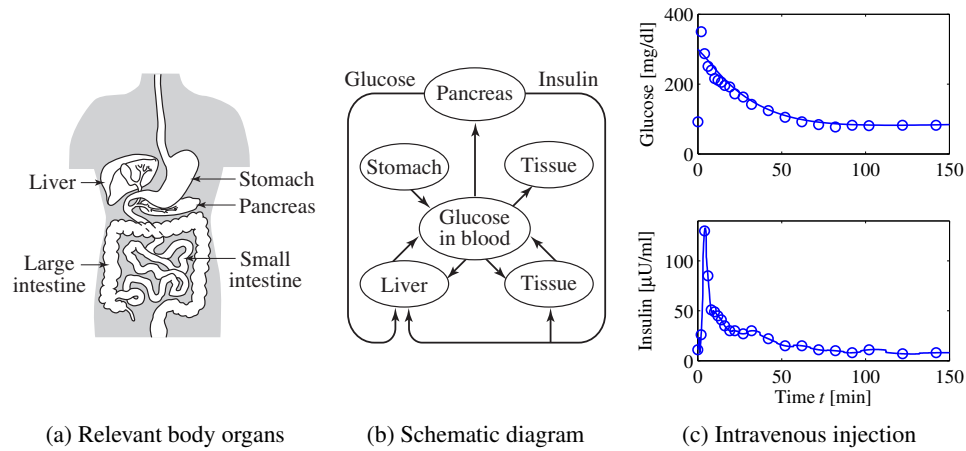 Liver
Stomach
Pancreas
Large
intestine
Small
intestine
(a) Relevant body organs
Glucose
Insulin
Pancreas
Stomach
Tissue
Glucose
in blood
Liver
Tissue
(b) Schematic diagram
400
200
0
Glucose [mg/dl]
0
50
100
150
100
50
0
Insulin [µU/ml]
0
50
100
150
Time t [min]
(c) Intravenous injection